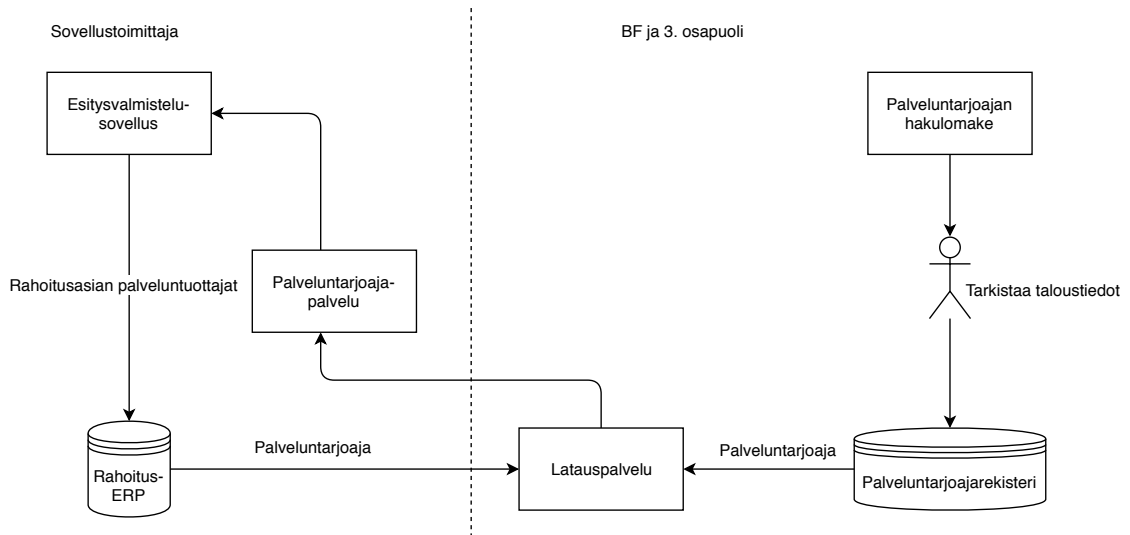 Sovellustoimittaja
BF ja 3. osapuoli
Esitysvalmistelu-
sovellus
Palveluntarjoajan
hakulomake
Rahoitusasian palveluntuottajat
Palveluntarjoaja-
palvelu
Tarkistaa taloustiedot
Palveluntarjoaja
Palveluntarjoaja
Rahoitus-
ERP
Latauspalvelu
Palveluntarjoajarekisteri